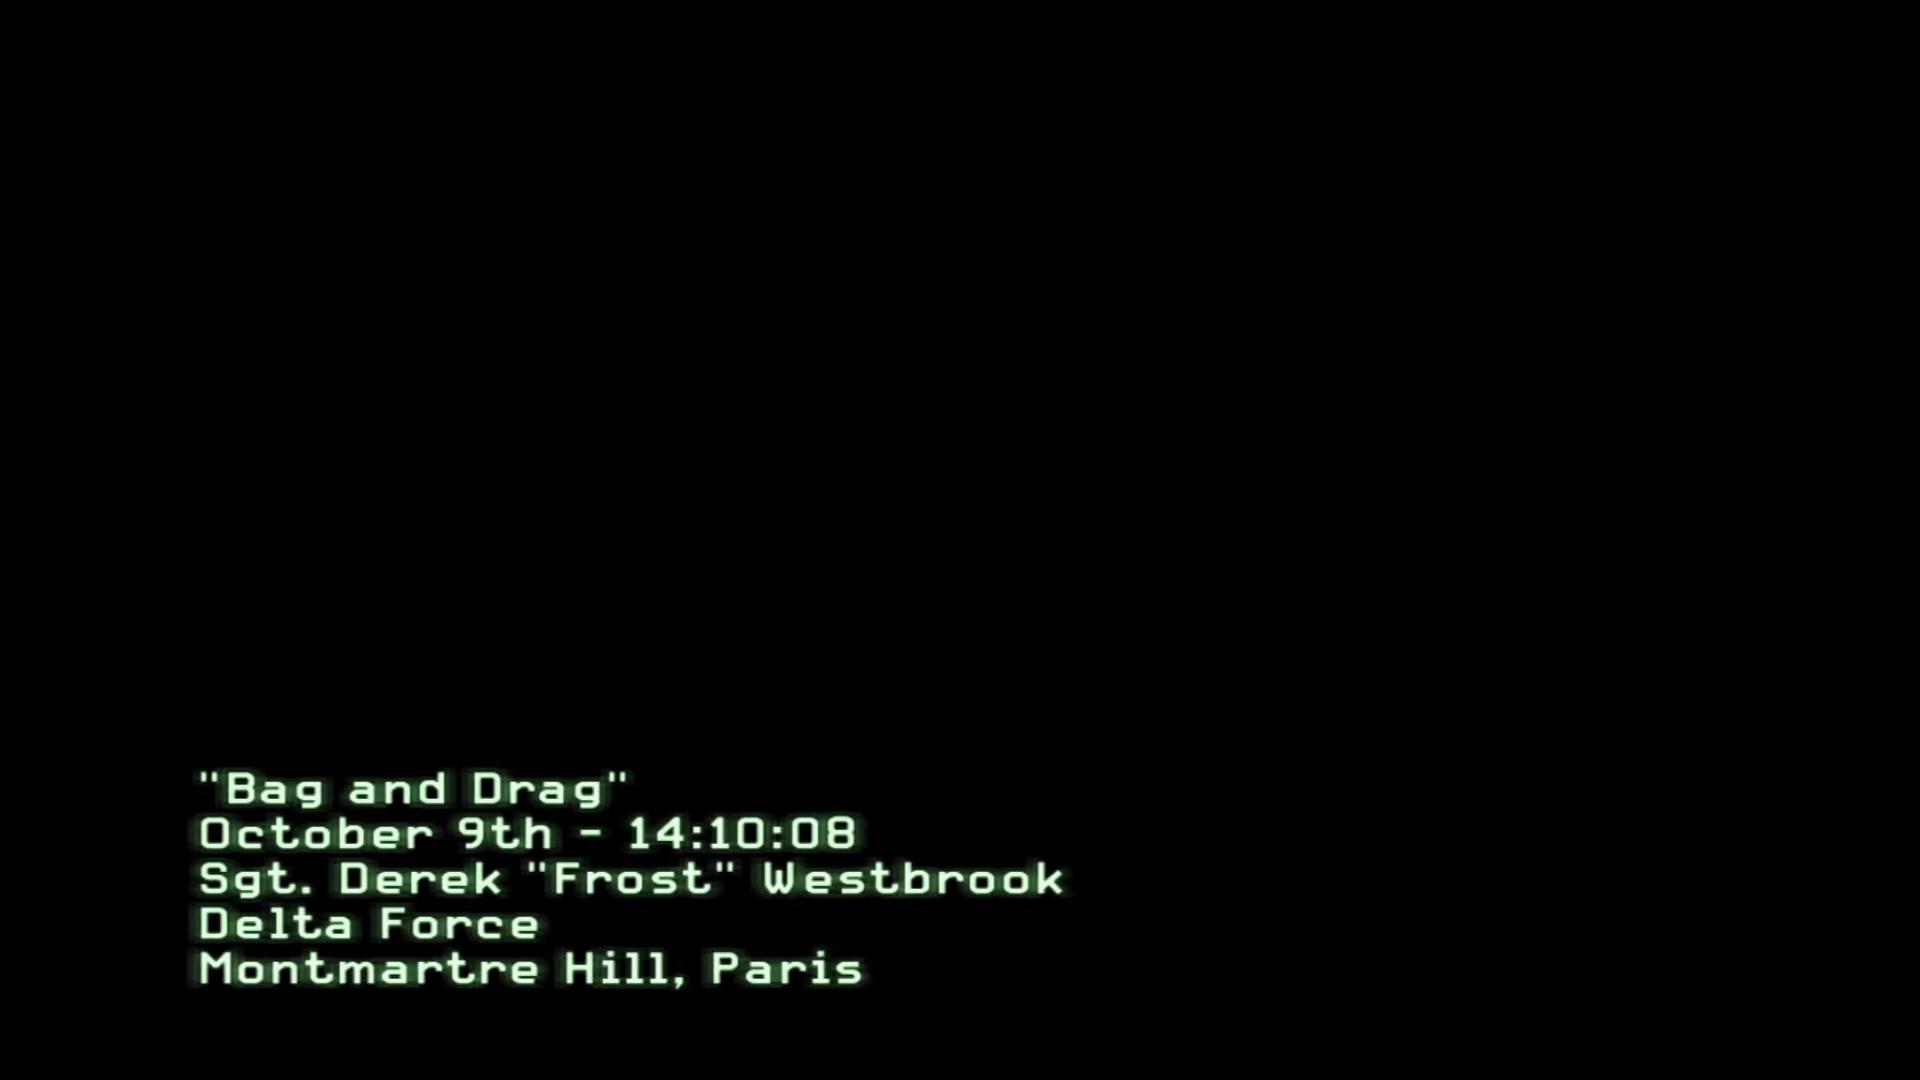 "Bag and Drag"
October 9th - 14:10:08
Sgt. Derek "Frost" Westbrook
Delta Force
Montmartre Hill, Paris